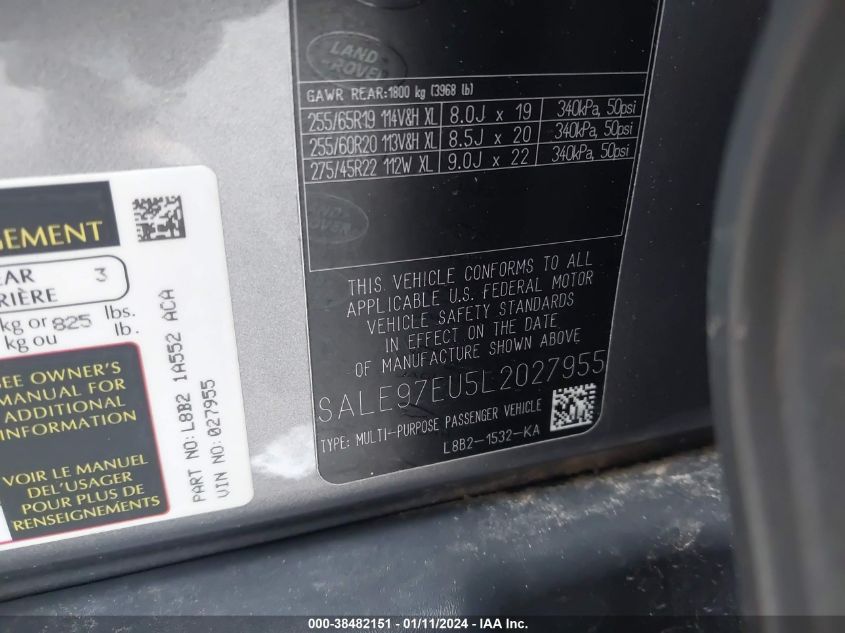 GEMENT
EAR 3
RIÈRE
kg or 825 lbs.
kg ou lb.
SEE OWNER'S
MANUAL FOR
ADDITIONAL
INFORMATION
VOIR LE MANUEL
DEL'USAGER
POUR PLUS DE
RENSEIGNEMENTS
PART NO: L8B2 1A552 ACA
VIN NO: 027955
LAND
ROVER
GAWR REAR:1800 kg (3968 lb)
255/65R19 114V&H XL 8.0J x 19 340kPa, 50psi
255/60R20 113V&H XL 8.5J x 20 340kPa, 50psi
275/45R22 112W XL 9.0J x 22 340kPa, 50psi
LAND
ROVER
THIS VEHICLE CONFORMS TO ALL
APPLICABLE U.S. FEDERAL MOTOR
VEHICLE SAFETY STANDARDS
IN EFFECT ON THE DATE
OF MANUFACTURE SHOWN ABOVE
SALE97EU5L2027955
TYPE: MULTI-PURPOSE PASSENGER VEHICLE
L8B2-1532-KA
000-38482151 - 01/11/2024 - IAA Inc.